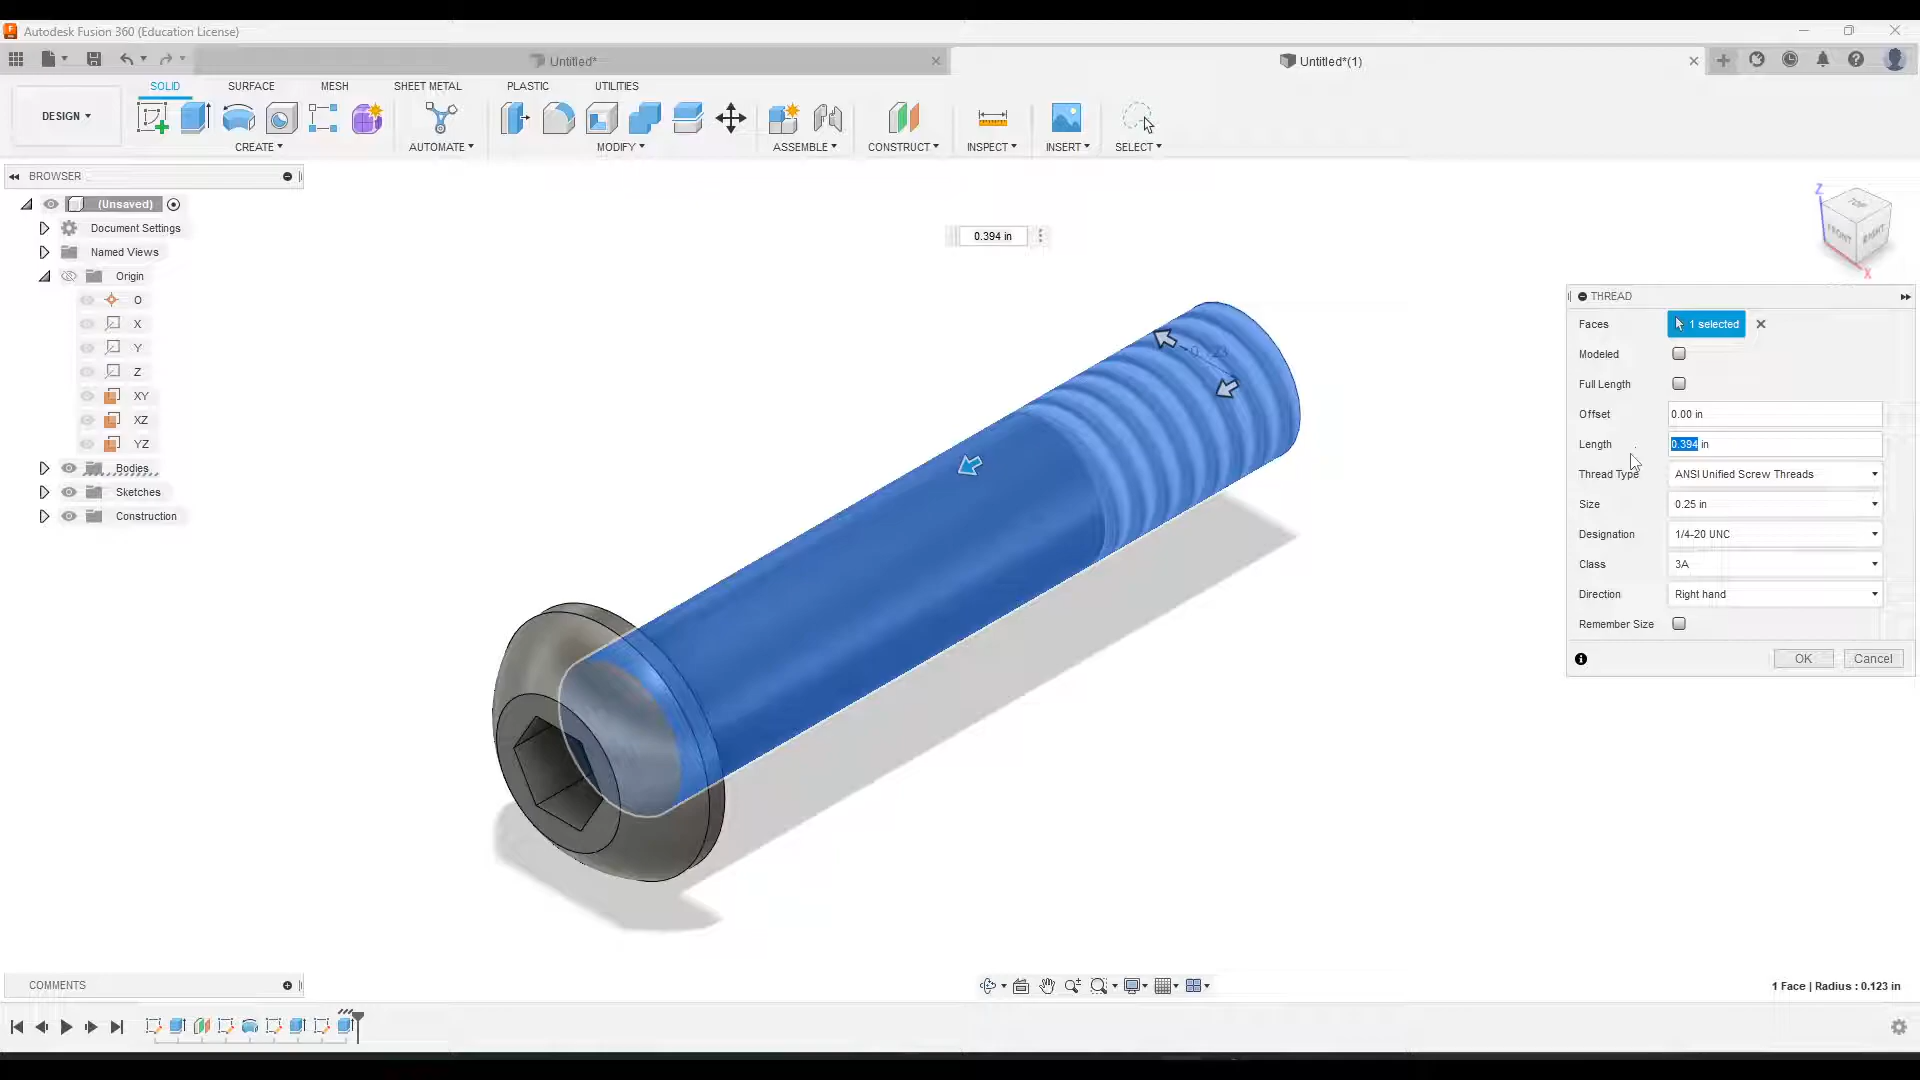 Autodesk Fusion 360 (Education License)
Untitled*
Untitled*(1)
DESIGN
SOLID
SURFACE
MESH
SHEET METAL
PLASTIC
UTILITIES
CREATE
AUTOMATE
MODIFY
ASSEMBLE
CONSTRUCT
INSPECT
INSERT
SELECT
BROWSER
(Unsaved)
Document Settings
Named Views
Origin
O
X
Y
Z
XY
XZ
YZ
Bodies
Sketches
Construction
0.394 in
Z
TOP
FRONT
RIGHT
X
THREAD
Faces
1 selected
Modeled
Full Length
Offset
0.00 in
Length
0.394 in
Thread Type
ANSI Unified Screw Threads
Size
0.25 in
Designation
1/4-20 UNC
Class
3A
Direction
Right hand
Remember Size
OK
Cancel
COMMENTS
1 Face | Radius : 0.123 in